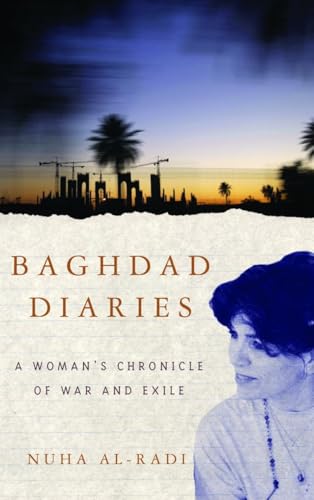 BAGHDAD
DIARIES
A WOMAN'S CHRONICLE
OF WAR AND EXILE
NUHA AL-RADI